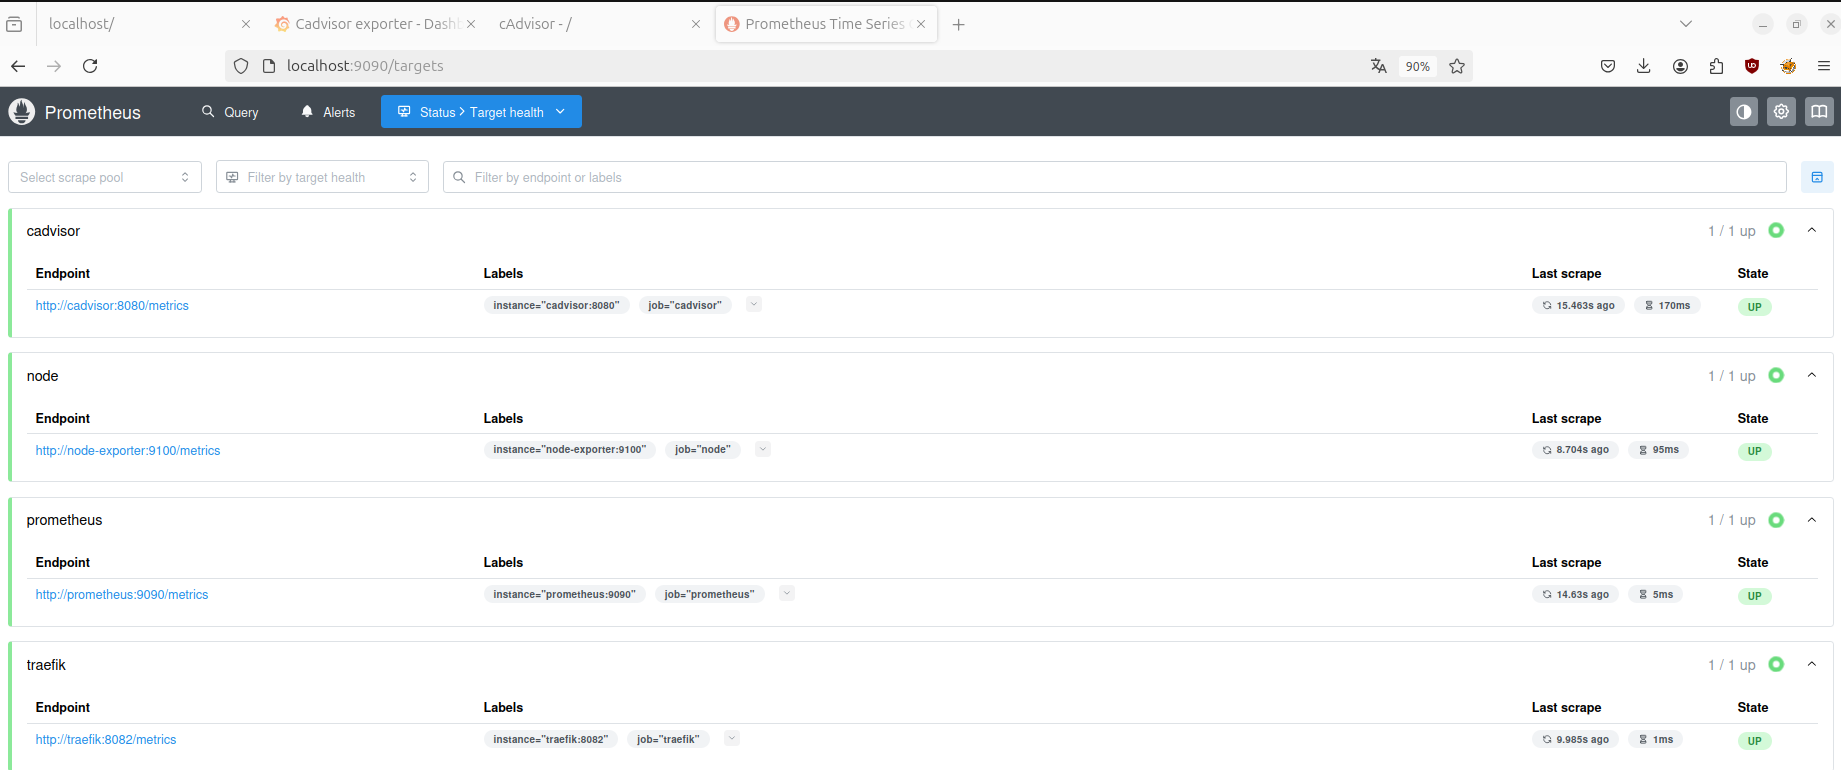 localhost/
Cadvisor exporter - Dashb
cAdvisor - /
Prometheus Time Series
localhost:9090/targets
90%
Prometheus
Query
Alerts
Status > Target health
Select scrape pool
Filter by target health
Filter by endpoint or labels
cadvisor
1 / 1 up
Endpoint Labels Last scrape State
http://cadvisor:8080/metrics instance="cadvisor:8080" job="cadvisor" 15.463s ago 170ms UP
node
1 / 1 up
Endpoint Labels Last scrape State
http://node-exporter:9100/metrics instance="node-exporter:9100" job="node" 8.704s ago 95ms UP
prometheus
1 / 1 up
Endpoint Labels Last scrape State
http://prometheus:9090/metrics instance="prometheus:9090" job="prometheus" 14.63s ago 5ms UP
traefik
1 / 1 up
Endpoint Labels Last scrape State
http://traefik:8082/metrics instance="traefik:8082" job="traefik" 9.985s ago 1ms UP